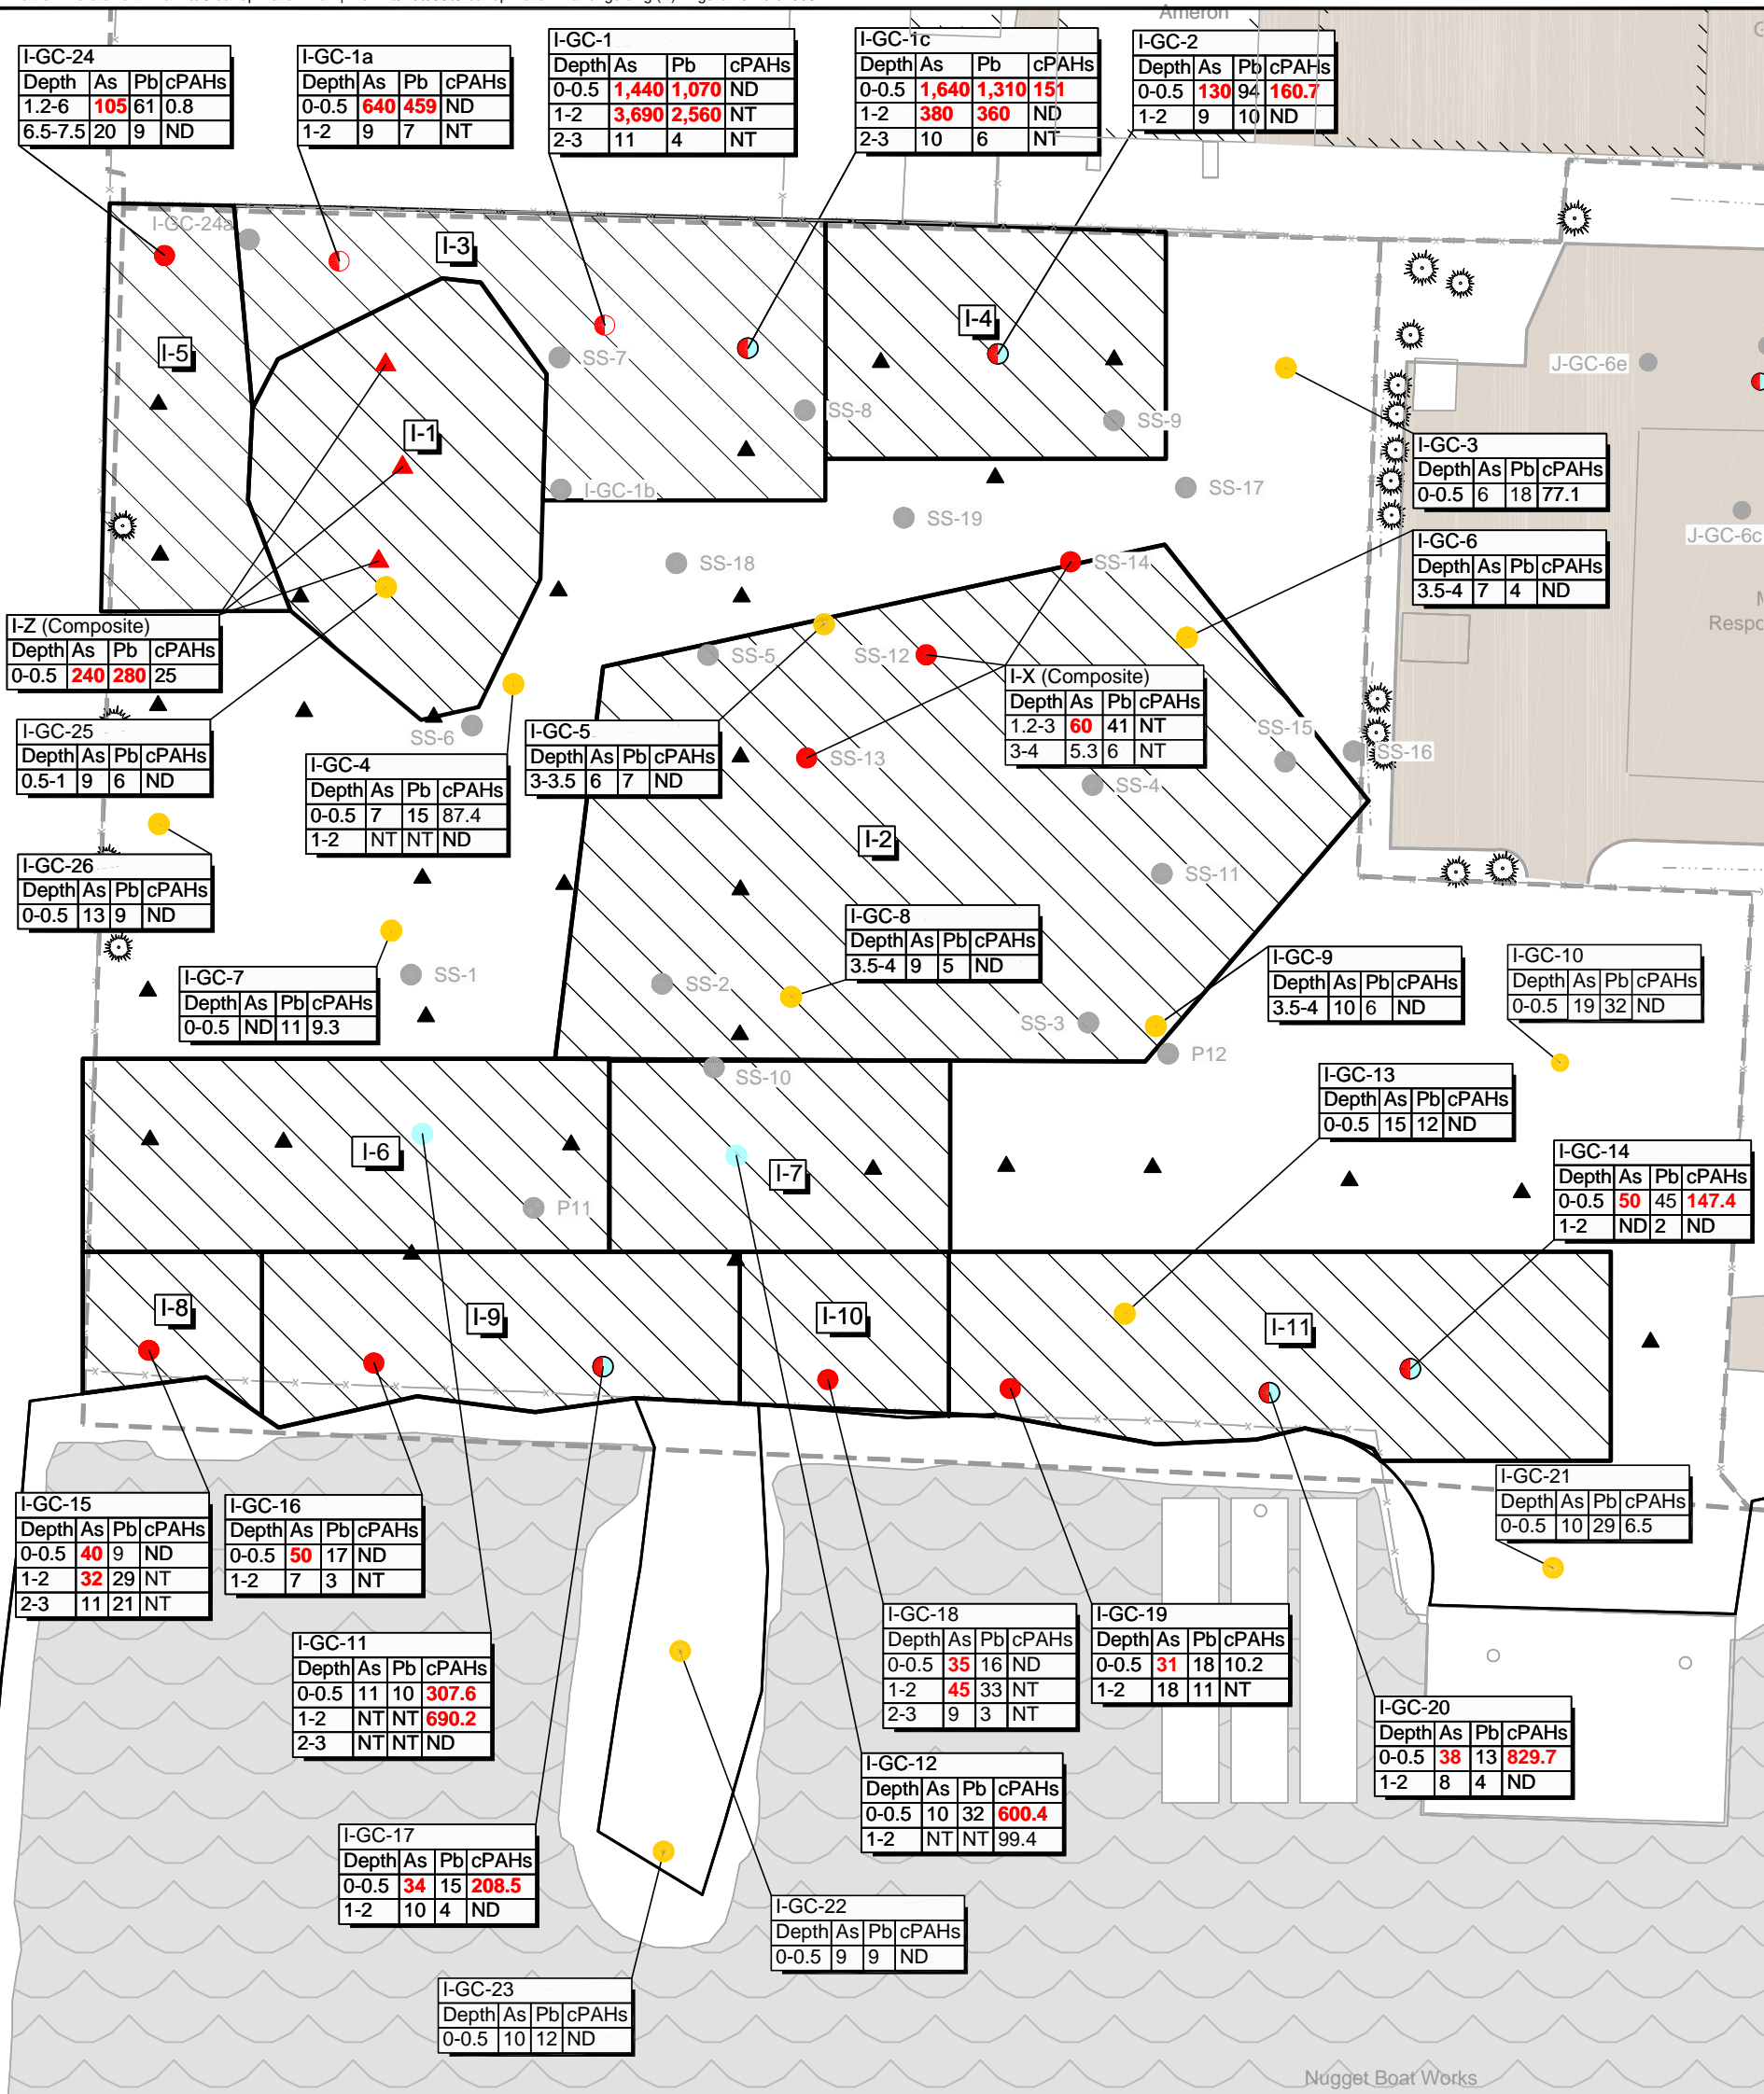 Ameron
I-GC-24
Depth As Pb cPAHs
1.2-6 105 61 0.8
6.5-7.5 20 9 ND
I-GC-1a
Depth As Pb cPAHs
0-0.5 640 459 ND
1-2 9 7 NT
I-GC-1
Depth As Pb cPAHs
0-0.5 1,440 1,070 ND
1-2 3,690 2,560 NT
2-3 11 4 NT
I-GC-1c
Depth As Pb cPAHs
0-0.5 1,640 1,310 151
1-2 380 360 ND
2-3 10 6 NT
I-GC-2
Depth As Pb cPAHs
0-0.5 130 94 160.7
1-2 9 10 ND
I-GC-24a
I-3
I-5
I-4
SS-7
J-GC-6e
SS-8
SS-9
I-1
I-GC-3
Depth As Pb cPAHs
0-0.5 6 18 77.1
I-GC-1b
SS-17
SS-19
J-GC-6c
I-GC-6
Depth As Pb cPAHs
3.5-4 7 4 ND
SS-18
SS-14
I-Z (Composite)
Depth As Pb cPAHs
0-0.5 240 280 25
Respo
SS-5
SS-12
I-X (Composite)
Depth As Pb cPAHs
1.2-3 60 41 NT
3-4 5.3 6 NT
I-GC-25
Depth As Pb cPAHs
0.5-1 9 6 ND
SS-6
I-GC-5
Depth As Pb cPAHs
3-3.5 6 7 ND
SS-15
SS-16
SS-13
SS-4
I-GC-4
Depth As Pb cPAHs
0-0.5 7 15 87.4
1-2 NT NT ND
I-2
I-GC-26
Depth As Pb cPAHs
0-0.5 13 9 ND
SS-11
I-GC-8
Depth As Pb cPAHs
3.5-4 9 5 ND
I-GC-9
Depth As Pb cPAHs
3.5-4 10 6 ND
I-GC-10
Depth As Pb cPAHs
0-0.5 19 32 ND
I-GC-7
Depth As Pb cPAHs
0-0.5 ND 11 9.3
SS-1
SS-2
SS-3
P12
SS-10
I-GC-13
Depth As Pb cPAHs
0-0.5 15 12 ND
I-6
I-7
P11
I-GC-14
Depth As Pb cPAHs
0-0.5 50 45 147.4
1-2 ND 2 ND
I-8
I-9
I-10
I-11
I-GC-15
Depth As Pb cPAHs
0-0.5 40 9 ND
1-2 32 29 NT
2-3 11 21 NT
I-GC-16
Depth As Pb cPAHs
0-0.5 50 17 ND
1-2 7 3 NT
I-GC-21
Depth As Pb cPAHs
0-0.5 10 29 6.5
I-GC-11
Depth As Pb cPAHs
0-0.5 11 10 307.6
1-2 NT NT 690.2
2-3 NT NT ND
I-GC-18
Depth As Pb cPAHs
0-0.5 35 16 ND
1-2 45 33 NT
2-3 9 3 NT
I-GC-19
Depth As Pb cPAHs
0-0.5 31 18 10.2
1-2 18 11 NT
I-GC-20
Depth As Pb cPAHs
0-0.5 38 13 829.7
1-2 8 4 ND
I-GC-12
Depth As Pb cPAHs
0-0.5 10 32 600.4
1-2 NT NT 99.4
I-GC-17
Depth As Pb cPAHs
0-0.5 34 15 208.5
1-2 10 4 ND
I-GC-22
Depth As Pb cPAHs
0-0.5 9 9 ND
I-GC-23
Depth As Pb cPAHs
0-0.5 10 12 ND
Nugget Boat Works